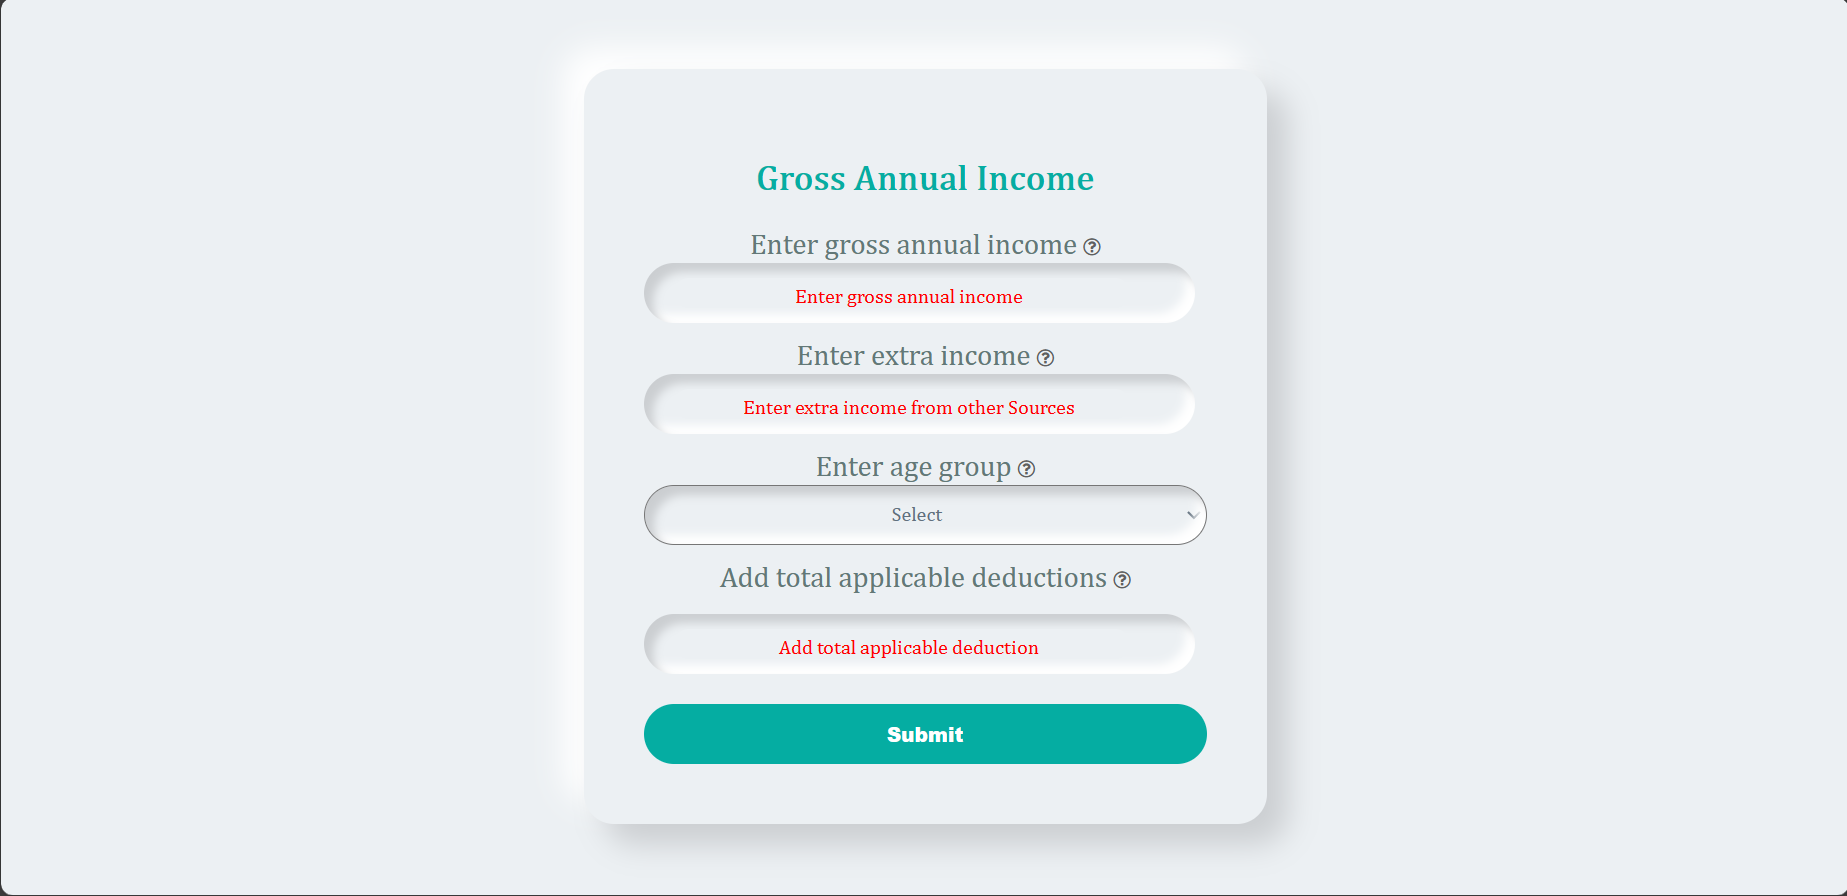 Gross Annual Income
Enter gross annual income
Enter gross annual income
Enter extra income
Enter extra income from other Sources
Enter age group
Select
Add total applicable deductions
Add total applicable deduction
Submit